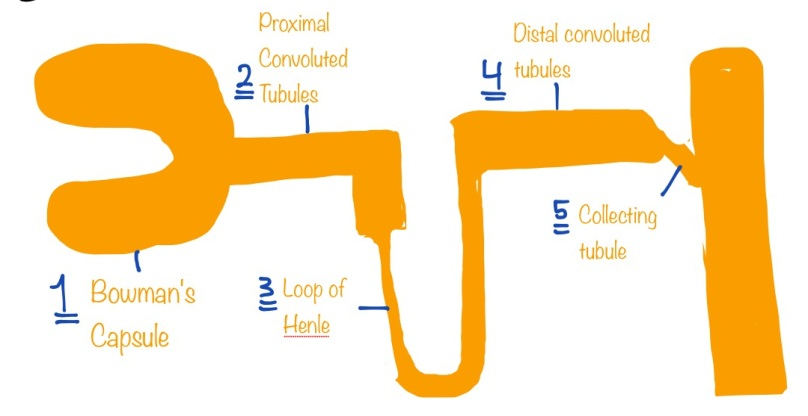 1 Bowman's
Capsule
2 Proximal
Convoluted
Tubules
3 Loop of
Henle
4 Distal convoluted
tubules
5 Collecting
tubule